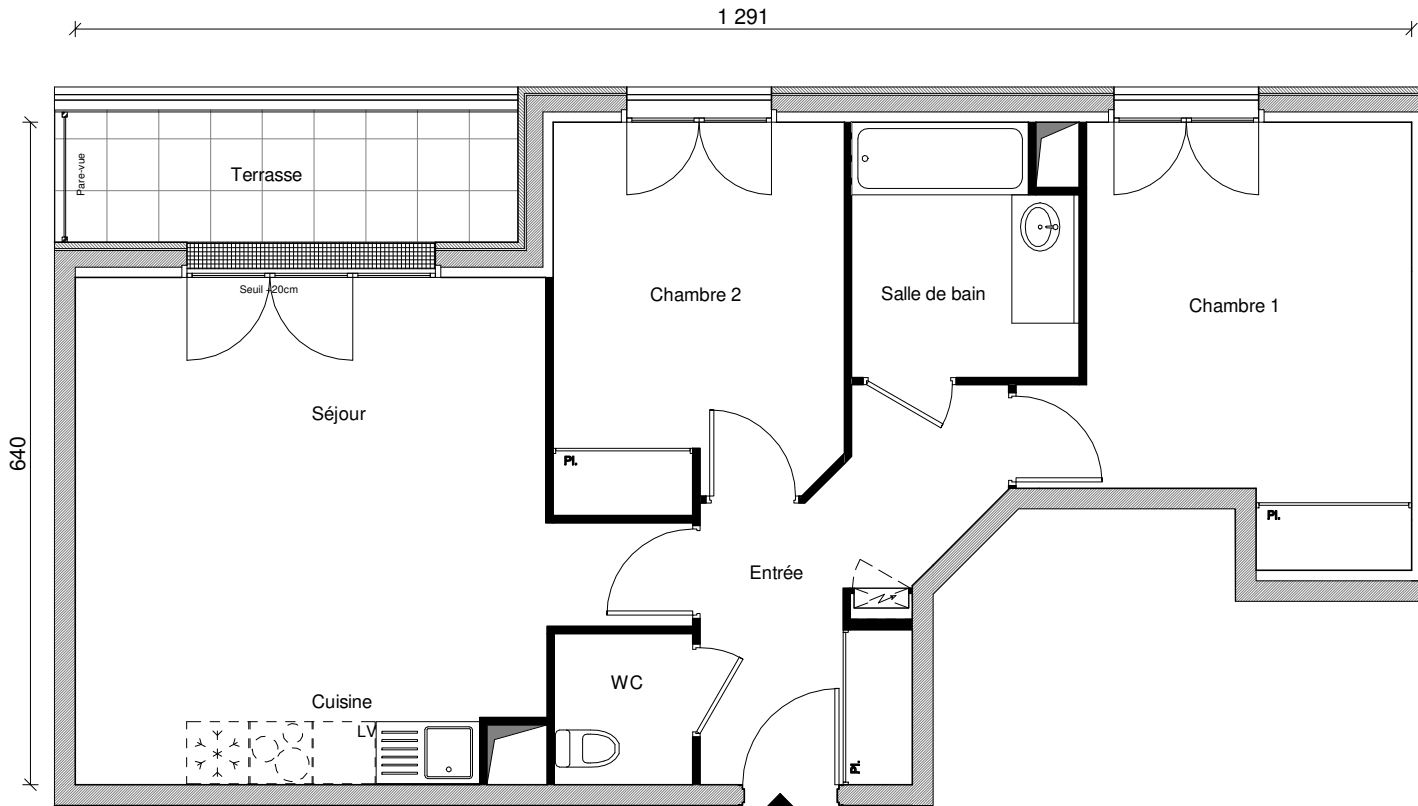 1 291
Terrasse
Pare-vue
Seuil +20cm
Chambre 2
Salle de bain
Chambre 1
Séjour
640
Pl.
Pl.
Entrée
WC
Cuisine
LV
Pl.